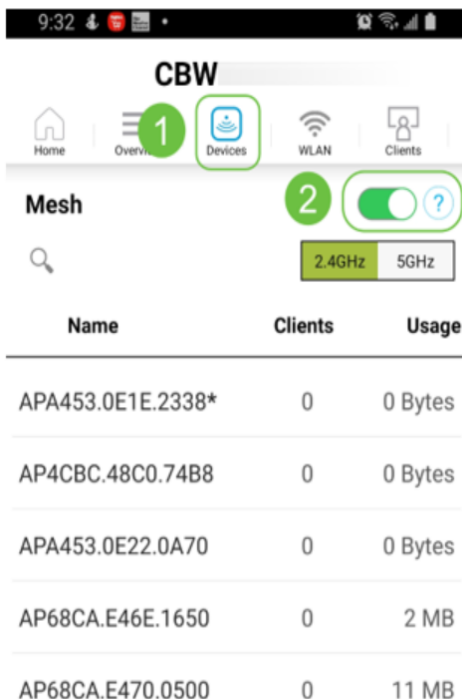 9:32
CBW
1
Home Overvi Devices WLAN Clients
2
Mesh ?
2.4GHz 5GHz
Name Clients Usage
APA453.0E1E.2338* 0 0 Bytes
AP4CBC.48C0.74B8 0 0 Bytes
APA453.0E22.0A70 0 0 Bytes
AP68CA.E46E.1650 0 2 MB
AP68CA.E470.0500 0 11 MB